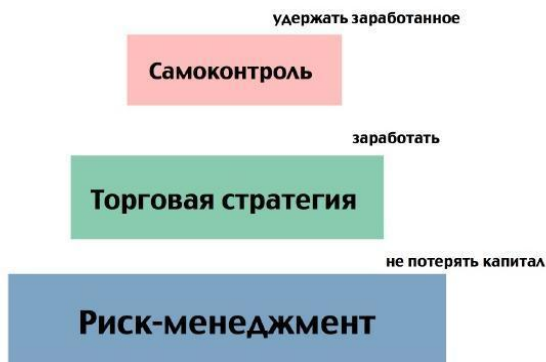 удержать заработанное
Самоконтроль
заработать
Торговая стратегия
не потерять капитал
Риск-менеджмент